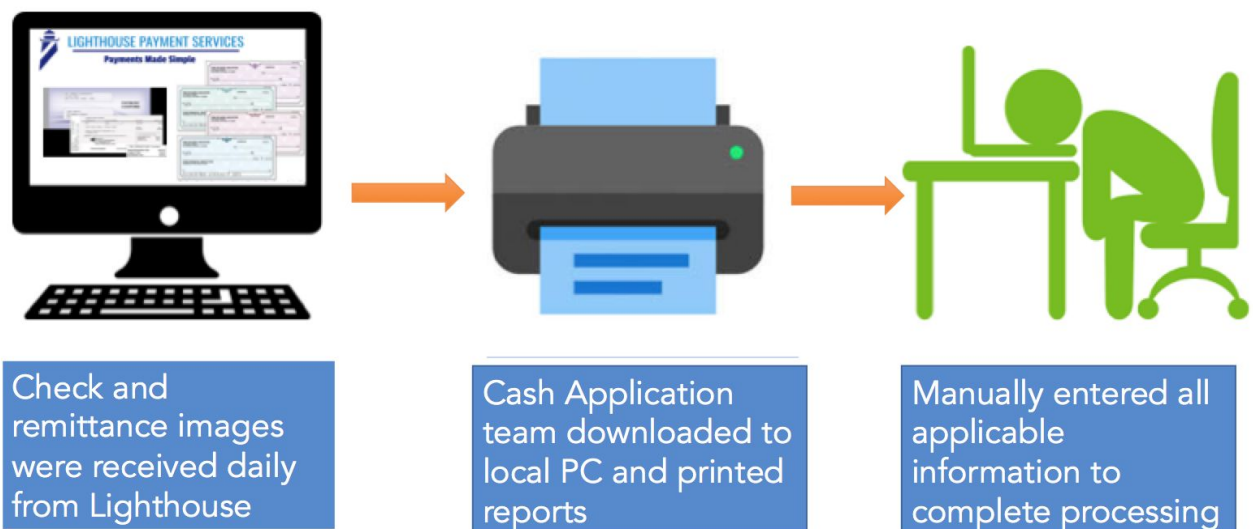 LIGHTHOUSE PAYMENT SERVICES
Payments Made Simple
Check and
remittance images
were received daily
from Lighthouse
Cash Application
team downloaded to
local PC and printed
reports
Manually entered all
applicable
information to
complete processing